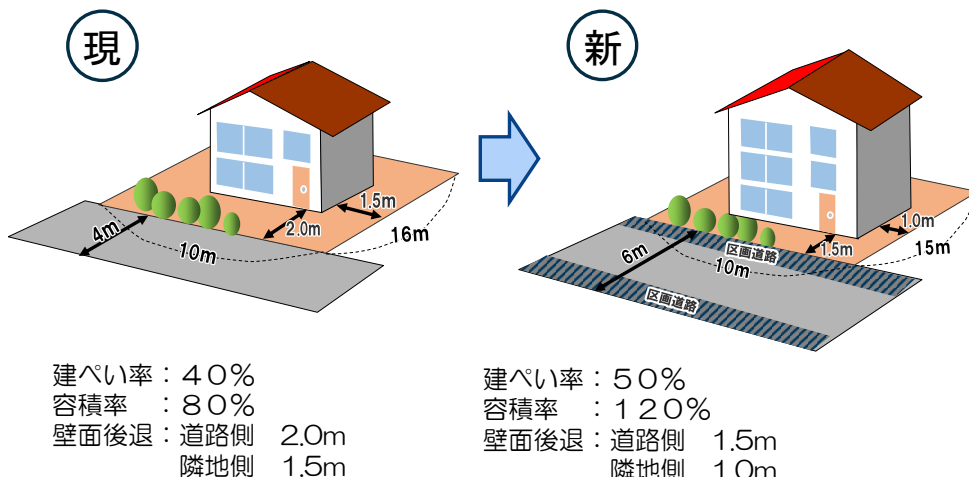 現
新
1.5m
2.0m
4m
10m
16m
1.0m
1.5m
区画道路
6m
10m
15m
区画道路
建ぺい率：４０％
容積率　：８０％
壁面後退：道路側　2.0m
隣地側　1.5m
建ぺい率：５０％
容積率　：１２０％
壁面後退：道路側　1.5m
隣地側　1.0m